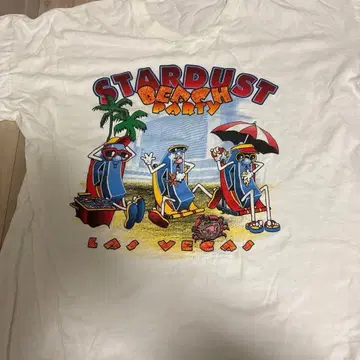 STARDUST
BEACH
PARTY
LAS VEGAS